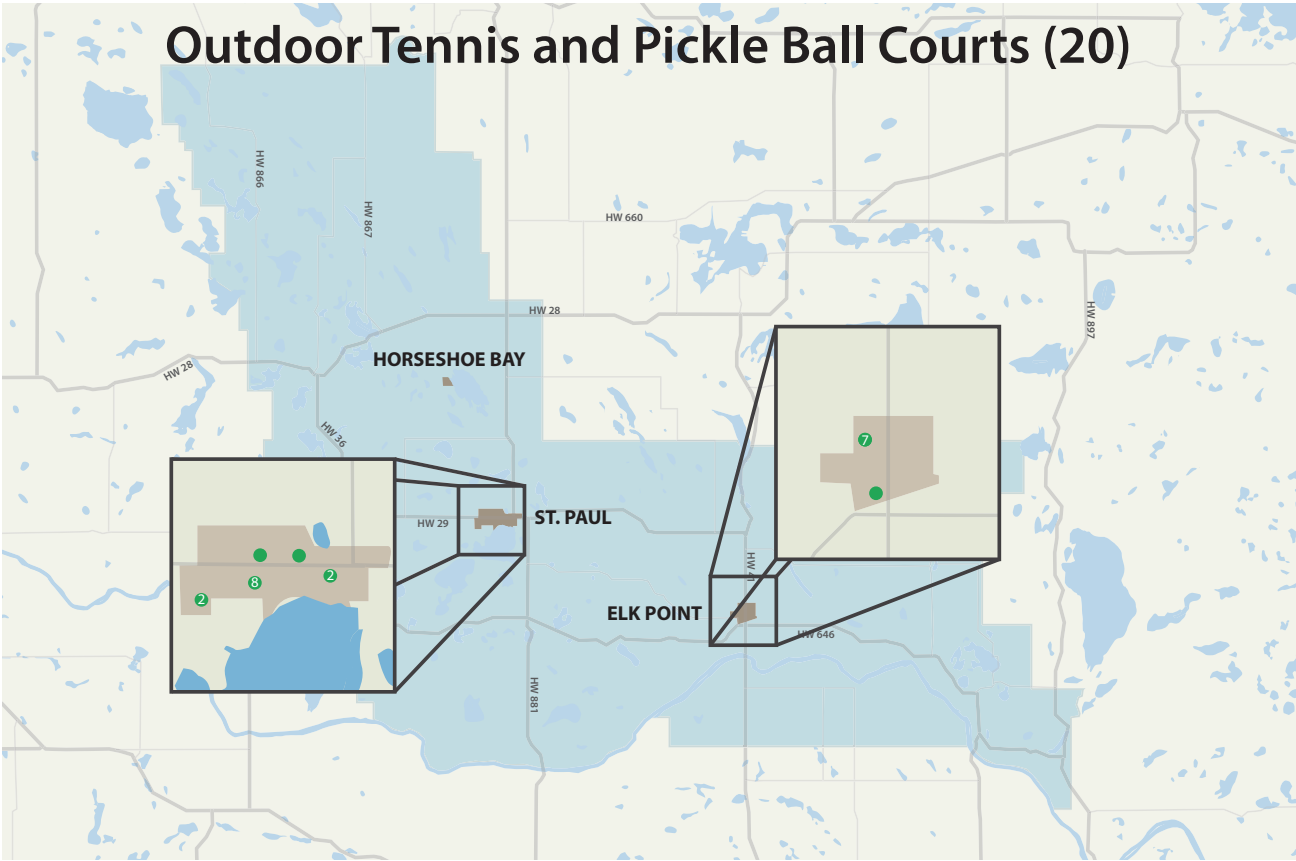 Outdoor Tennis and Pickle Ball Courts (20)
HW 866
HW 867
HW 660
HW 28
HW 897
HORSESHOE BAY
HW 28
HW 36
7
HW 29
ST. PAUL
8
2
2
HW 41
ELK POINT
HW 646
HW 881